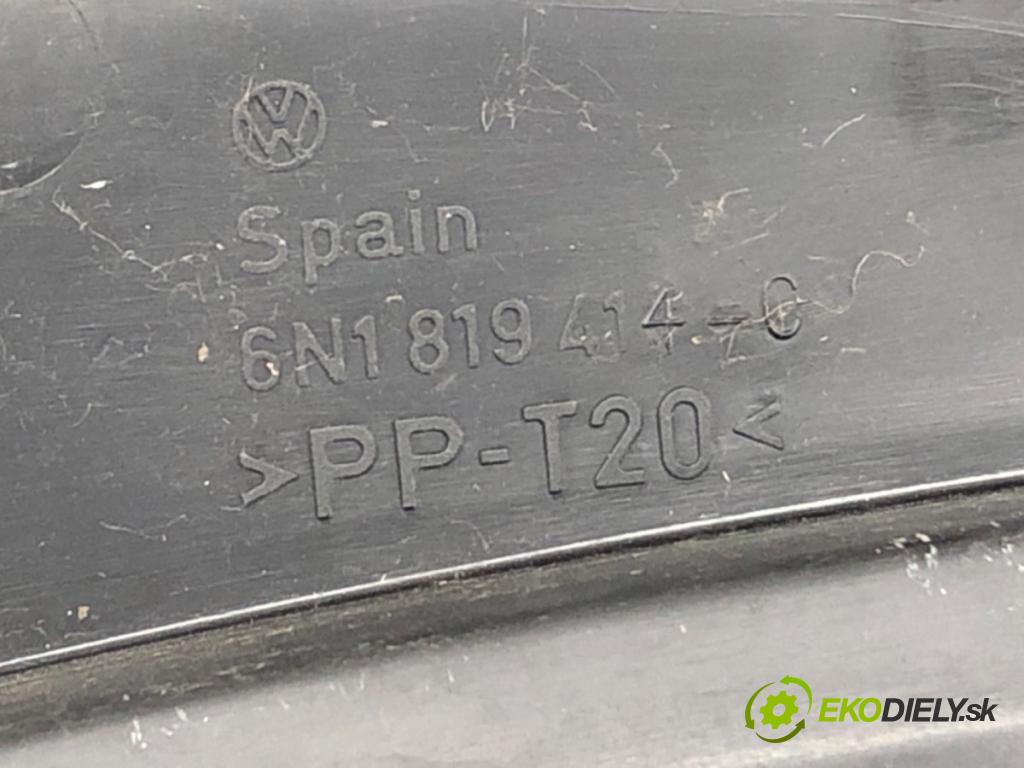 Spain
6N1 819 414 - C
>PP-T20<
EKODIELY.sk